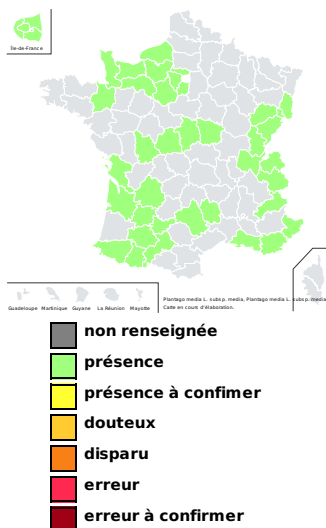 Île-de-France
Plantago media L. subsp. media, Plantago media L. subsp. media
Carte en cours d'élaboration.
Guadeloupe Martinique Guyane La Réunion Mayotte
non renseignée
présence
présence à confimer
douteux
disparu
erreur
erreur à confirmer